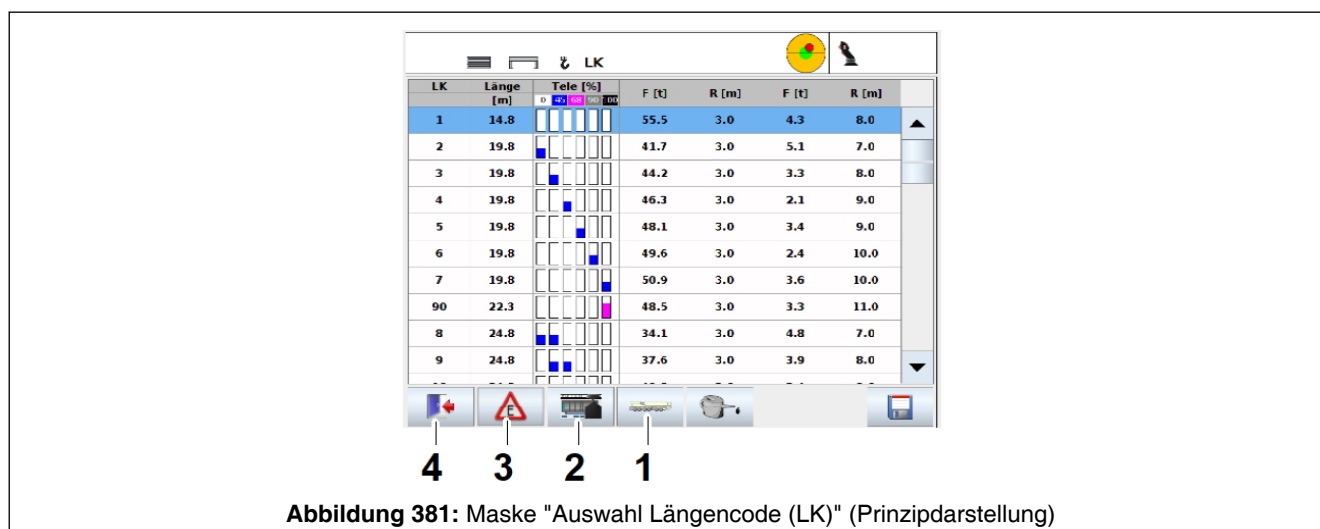 LK
LK Länge [m] Tele [%] F [t] R [m] F [t] R [m]
0 45 68 90 100
1 14.8 55.5 3.0 4.3 8.0
2 19.8 41.7 3.0 5.1 7.0
3 19.8 44.2 3.0 3.3 8.0
4 19.8 46.3 3.0 2.1 9.0
5 19.8 48.1 3.0 3.4 9.0
6 19.8 49.6 3.0 2.4 10.0
7 19.8 50.9 3.0 3.6 10.0
90 22.3 48.5 3.0 3.3 11.0
8 24.8 34.1 3.0 4.8 7.0
9 24.8 37.6 3.0 3.9 8.0
E
4 3 2 1
Abbildung 381: Maske "Auswahl Längencode (LK)" (Prinzipdarstellung)